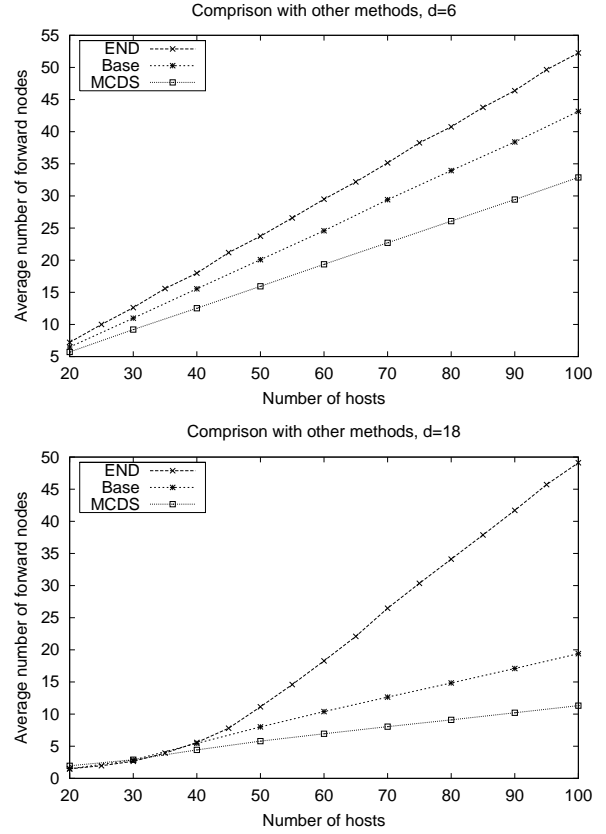 Comprison with other methods, d=6
55
50
45
40
35
30
25
20
15
10
5
END
Base
MCDS
Average number of forward nodes
20 30 40 50 60 70 80 90 100
Number of hosts
Comprison with other methods, d=18
50
45
40
35
30
25
20
15
10
5
0
END
Base
MCDS
Average number of forward nodes
20 30 40 50 60 70 80 90 100
Number of hosts